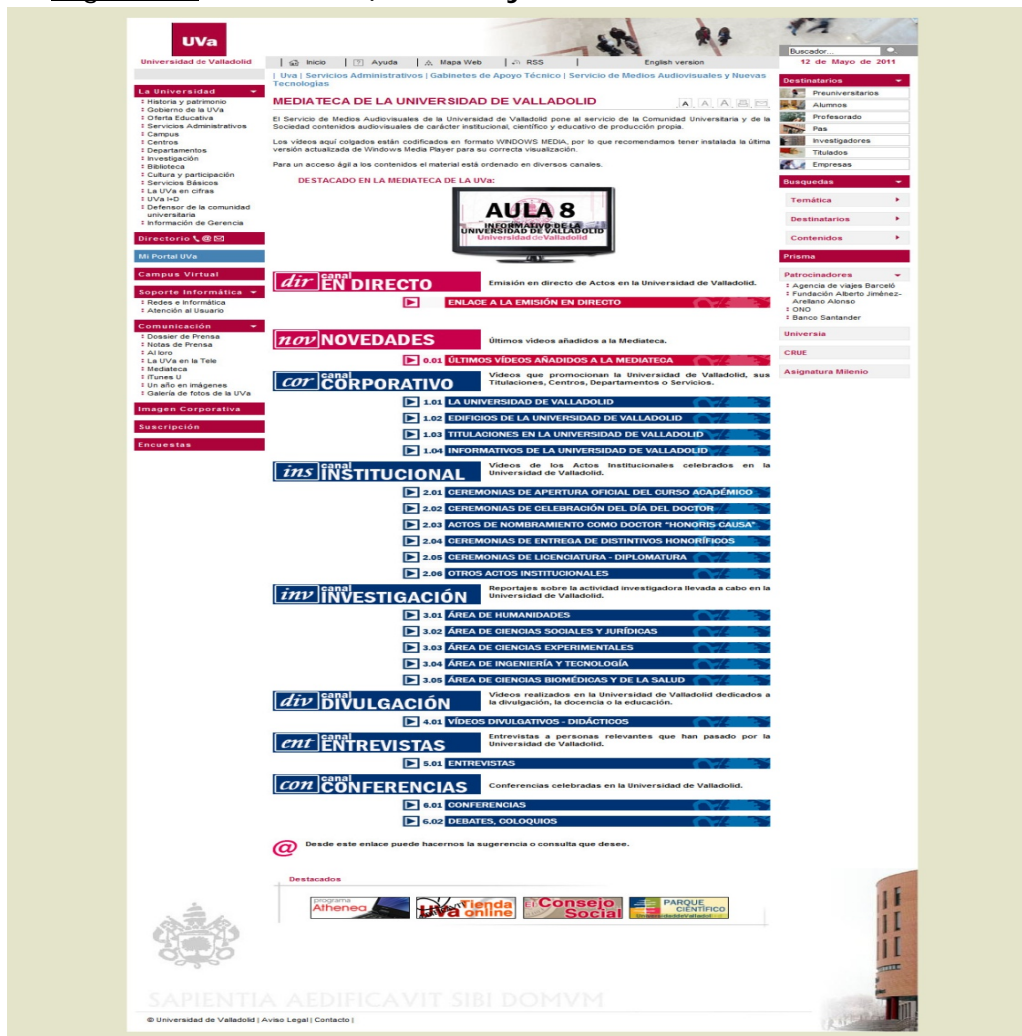 UVa
Universidad de Valladolid
Inicio | Ayuda | Mapa Web | RSS | English version
Buscador...
12 de Mayo de 2011
La Universidad
Historia y patrimonio
Gobierno de la UVa
Oferta Educativa
Servicios Administrativos
Campus
Centros
Departamentos
Investigación
Biblioteca
Cultura y participación
Servicios Básicos
La UVa en cifras
UVa I+D
Defensor de la comunidad
universitaria
Información de Gerencia
Directorio
Mi Portal UVa
Campus Virtual
Soporte Informática
Redes e Informática
Atención al Usuario
Comunicación
Dossier de Prensa
Notas de Prensa
Al loro
La UVa en la Tele
Mediateca
iTunes U
Un año en imágenes
Galería de fotos de la UVa
Imagen Corporativa
Suscripción
Encuestas
| Uva | Servicios Administrativos | Gabinetes de Apoyo Técnico | Servicio de Medios Audiovisuales y Nuevas
Tecnologías
MEDIATECA DE LA UNIVERSIDAD DE VALLADOLID
A A A
El Servicio de Medios Audiovisuales de la Universidad de Valladolid pone al servicio de la Comunidad Universitaria y de la
Sociedad contenidos audiovisuales de carácter institucional, científico y educativo de producción propia.
Los vídeos aquí colgados están codificados en formato WINDOWS MEDIA, por lo que recomendamos tener instalada la última
versión actualizada de Windows Media Player para su correcta visualización.
Para un acceso ágil a los contenidos el material está ordenado en diversos canales.
DESTACADO EN LA MEDIATECA DE LA UVa:
AULA 8
INFORMATIVO DE LA
UNIVERSIDAD DE VALLADOLID
Universidad de Valladolid
dir canal EN DIRECTO
Emisión en directo de Actos en la Universidad de Valladolid.
ENLACE A LA EMISIÓN EN DIRECTO
nov NOVEDADES
Últimos vídeos añadidos a la Mediateca.
0.01 ÚLTIMOS VÍDEOS AÑADIDOS A LA MEDIATECA
cor canal CORPORATIVO
Vídeos que promocionan la Universidad de Valladolid, sus
Titulaciones, Centros, Departamentos o Servicios.
1.01 LA UNIVERSIDAD DE VALLADOLID
1.02 EDIFICIOS DE LA UNIVERSIDAD DE VALLADOLID
1.03 TITULACIONES EN LA UNIVERSIDAD DE VALLADOLID
1.04 INFORMATIVOS DE LA UNIVERSIDAD DE VALLADOLID
ins canal INSTITUCIONAL
Vídeos de los Actos Institucionales celebrados en la
Universidad de Valladolid.
2.01 CEREMONIAS DE APERTURA OFICIAL DEL CURSO ACADÉMICO
2.02 CEREMONIAS DE CELEBRACIÓN DEL DÍA DEL DOCTOR
2.03 ACTOS DE NOMBRAMIENTO COMO DOCTOR "HONORIS CAUSA"
2.04 CEREMONIAS DE ENTREGA DE DISTINTIVOS HONORÍFICOS
2.05 CEREMONIAS DE LICENCIATURA - DIPLOMATURA
2.06 OTROS ACTOS INSTITUCIONALES
inv canal INVESTIGACIÓN
Reportajes sobre la actividad investigadora llevada a cabo en la
Universidad de Valladolid.
3.01 ÁREA DE HUMANIDADES
3.02 ÁREA DE CIENCIAS SOCIALES Y JURÍDICAS
3.03 ÁREA DE CIENCIAS EXPERIMENTALES
3.04 ÁREA DE INGENIERÍA Y TECNOLOGÍA
3.05 ÁREA DE CIENCIAS BIOMÉDICAS Y DE LA SALUD
div canal DIVULGACIÓN
Vídeos realizados en la Universidad de Valladolid dedicados a
la divulgación, la docencia o la educación.
4.01 VÍDEOS DIVULGATIVOS - DIDÁCTICOS
ent canal ENTREVISTAS
Entrevistas a personas relevantes que han pasado por la
Universidad de Valladolid.
5.01 ENTREVISTAS
con canal CONFERENCIAS
Conferencias celebradas en la Universidad de Valladolid.
6.01 CONFERENCIAS
6.02 DEBATES, COLOQUIOS
@ Desde este enlace puede hacernos la sugerencia o consulta que desee.
Destacados
programa
Athenea
Tienda
UVa online
El Consejo
Social
PARQUE
CIENTÍFICO
Destinatarios
Preuniversitarios
Alumnos
Profesorado
Pas
Investigadores
Titulados
Empresas
Busquedas
Temática
Destinatarios
Contenidos
Prisma
Patrocinadores
Agencia de viajes Barceló
Fundación Alberto Jiménez-
Arellano Alonso
ONO
Banco Santander
Universia
CRUE
Asignatura Milenio
SAPIENTIA AEDIFICAVIT SIBI DOMVM
© Universidad de Valladolid | Aviso Legal | Contacto |